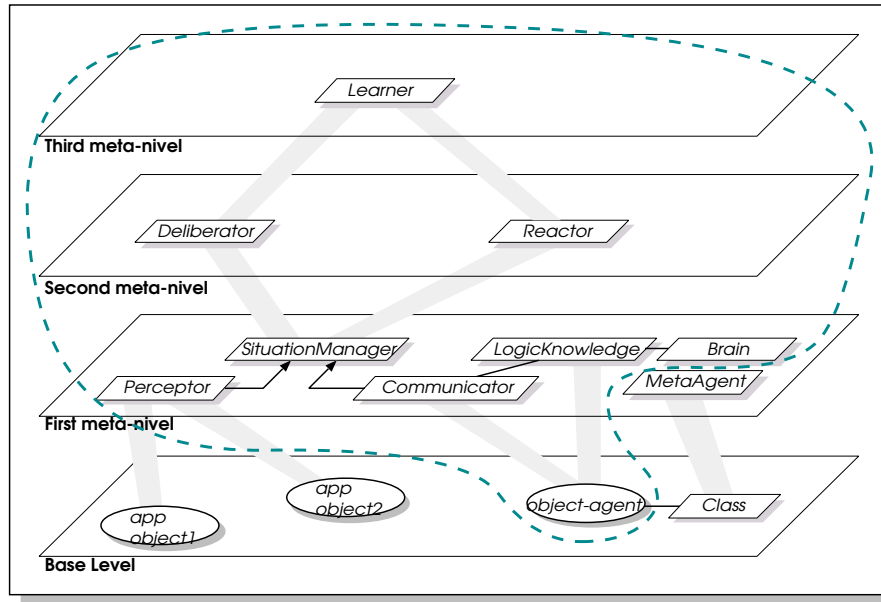 Learner
Third meta-nivel
Deliberator
Reactor
Second meta-nivel
SituationManager
LogicKnowledge
Brain
Perceptor
Communicator
MetaAgent
First meta-nivel
app
object1
app
object2
object-agent
Class
Base Level